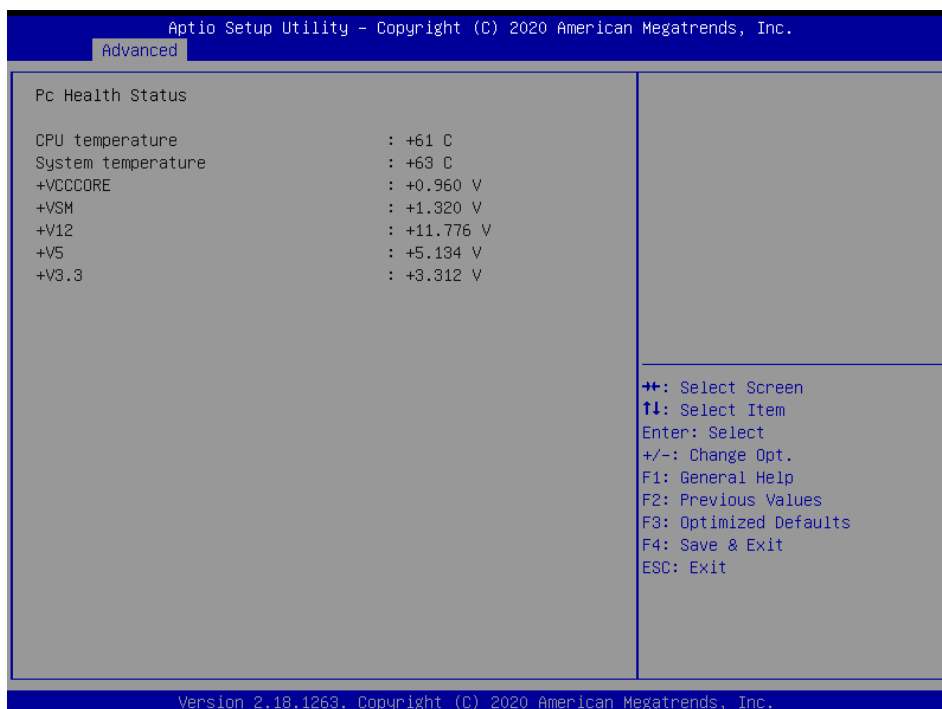 Aptio Setup Utility – Copyright (C) 2020 American Megatrends, Inc.
Advanced
Pc Health Status
CPU temperature : +61 C
System temperature : +63 C
+VCCCORE : +0.960 V
+VSM : +1.320 V
+V12 : +11.776 V
+V5 : +5.134 V
+V3.3 : +3.312 V
→←: Select Screen
↑↓: Select Item
Enter: Select
+/-: Change Opt.
F1: General Help
F2: Previous Values
F3: Optimized Defaults
F4: Save & Exit
ESC: Exit
Version 2.18.1263. Copyright (C) 2020 American Megatrends, Inc.